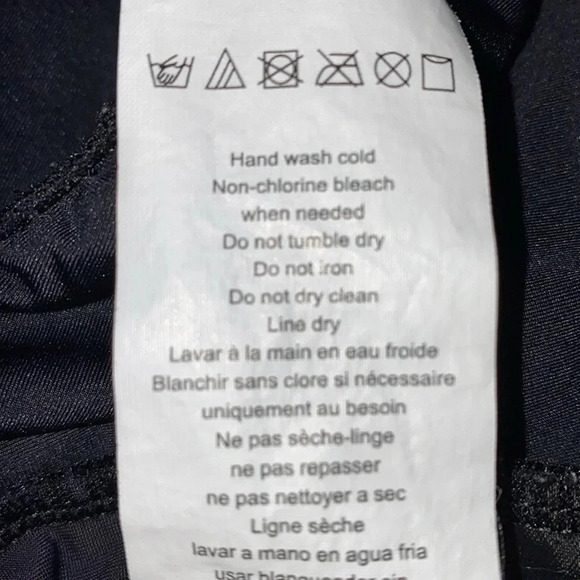 Hand wash cold
Non-chlorine bleach
when needed
Do not tumble dry
Do not iron
Do not dry clean
Line dry
Lavar à la main en eau froide
Blanchir sans clore si nécessaire
uniquement au besoin
Ne pas sèche-linge
ne pas repasser
ne pas nettoyer a sec
Ligne sèche
lavar a mano en agua fria
usar